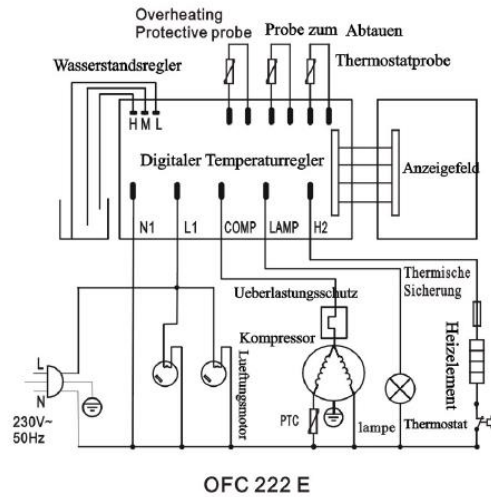 Overheating
Protective probe
Probe zum Abtauen
Thermostatprobe
Wasserstandsregler
H M L
Digitaler Temperaturregler
Anzeigefeld
N1 L1 COMP LAMP H2
Thermische
Sicherung
Ueberlastungsschutz
Kompressor
Lueftungsmotor
Heizelement
L
N
230V~
50Hz
PTC
lampe
Thermostat
OFC 222 E